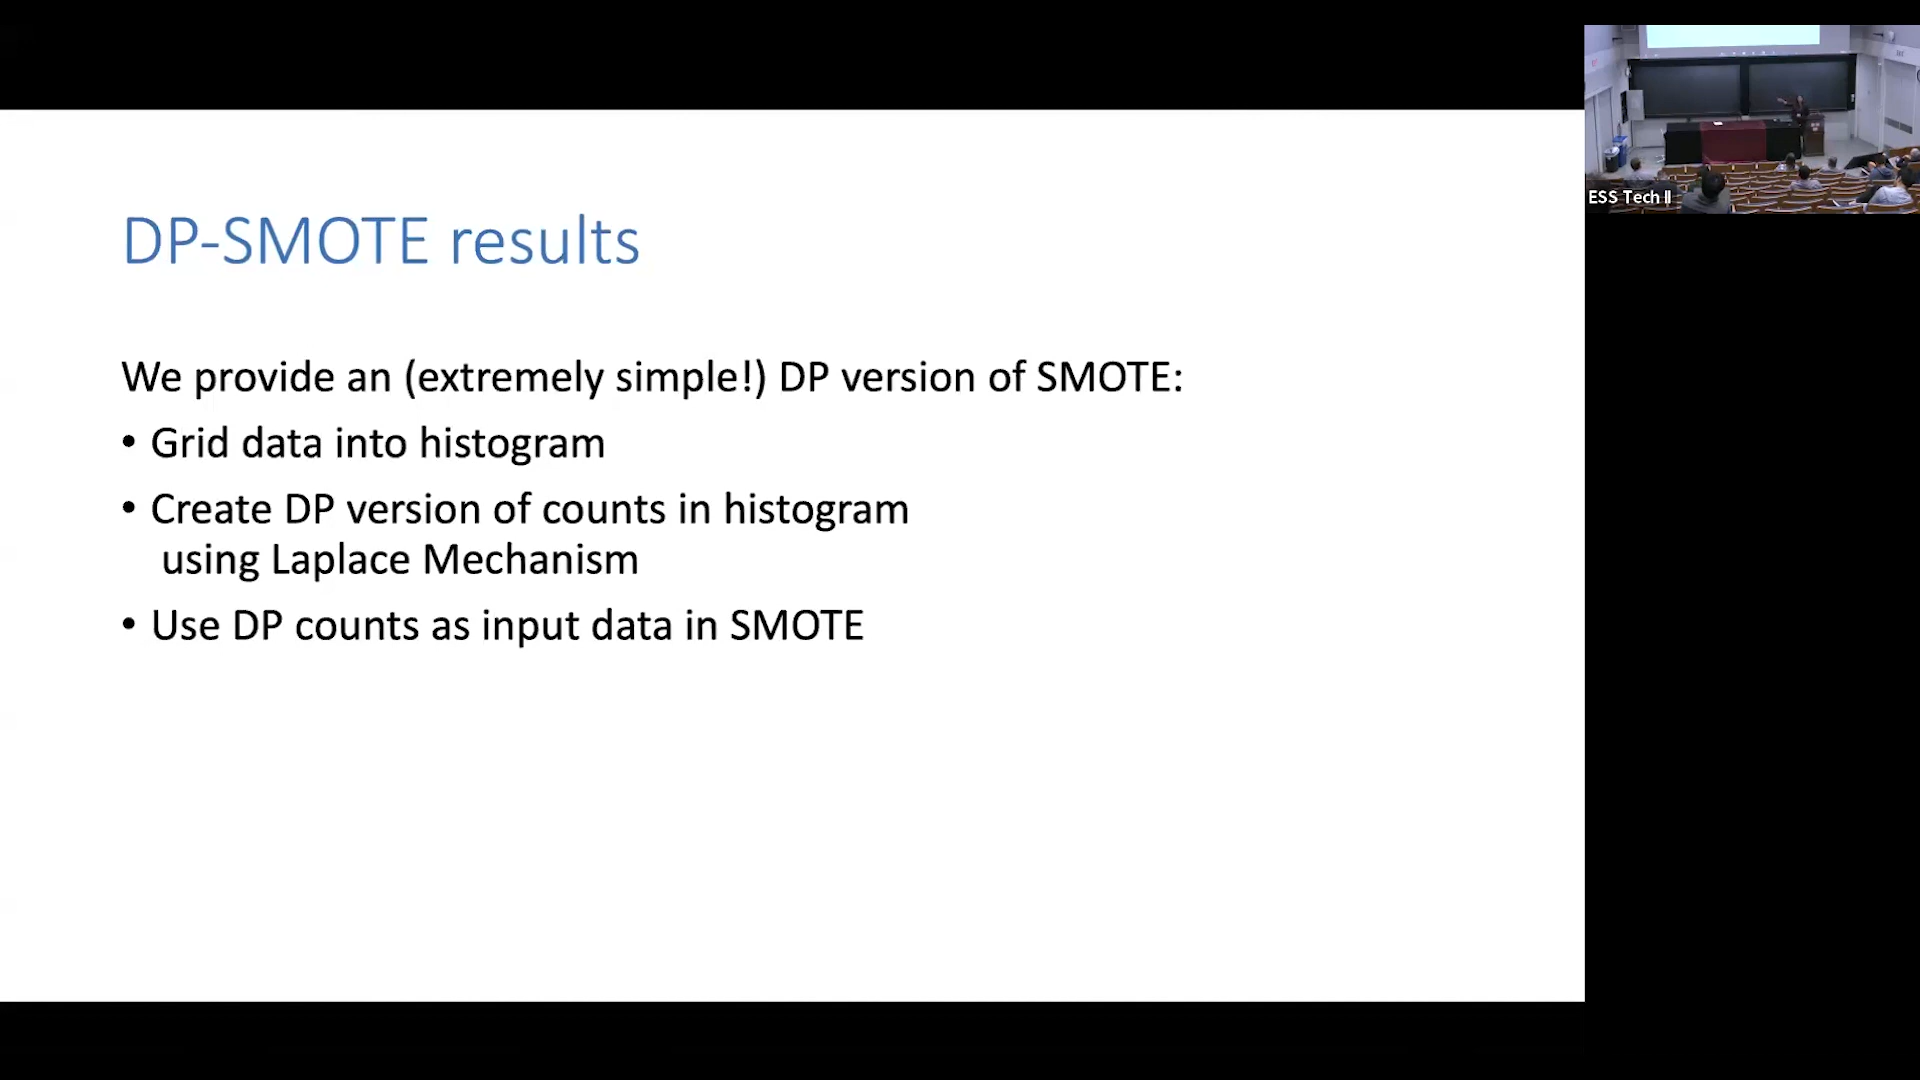 DP-SMOTE results
We provide an (extremely simple!) DP version of SMOTE:
• Grid data into histogram
• Create DP version of counts in histogram
using Laplace Mechanism
• Use DP counts as input data in SMOTE
ESS Tech II